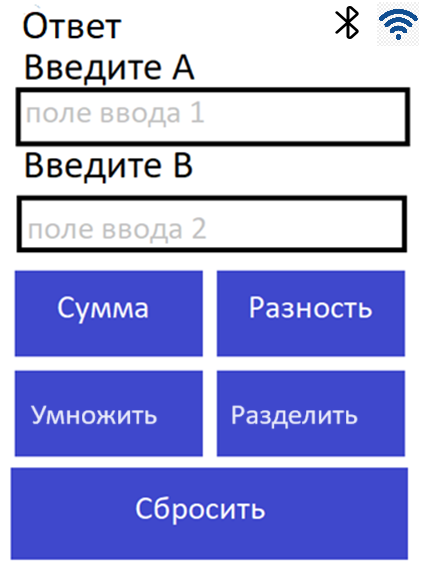 Ответ
Введите А
поле ввода 1
Введите В
поле ввода 2
Сумма
Разность
Умножить
Разделить
Сбросить